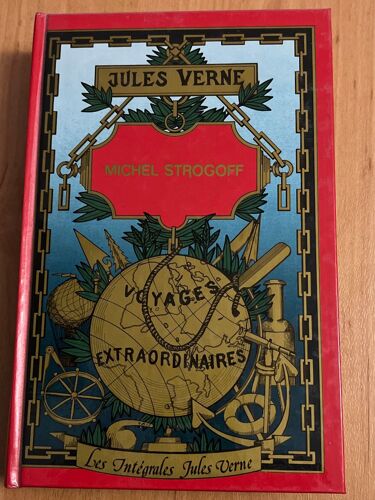 JULES VERNE
MICHEL STROGOFF
VOYAGES
EXTRAORDINAIRES
Les Intégrales Jules Verne